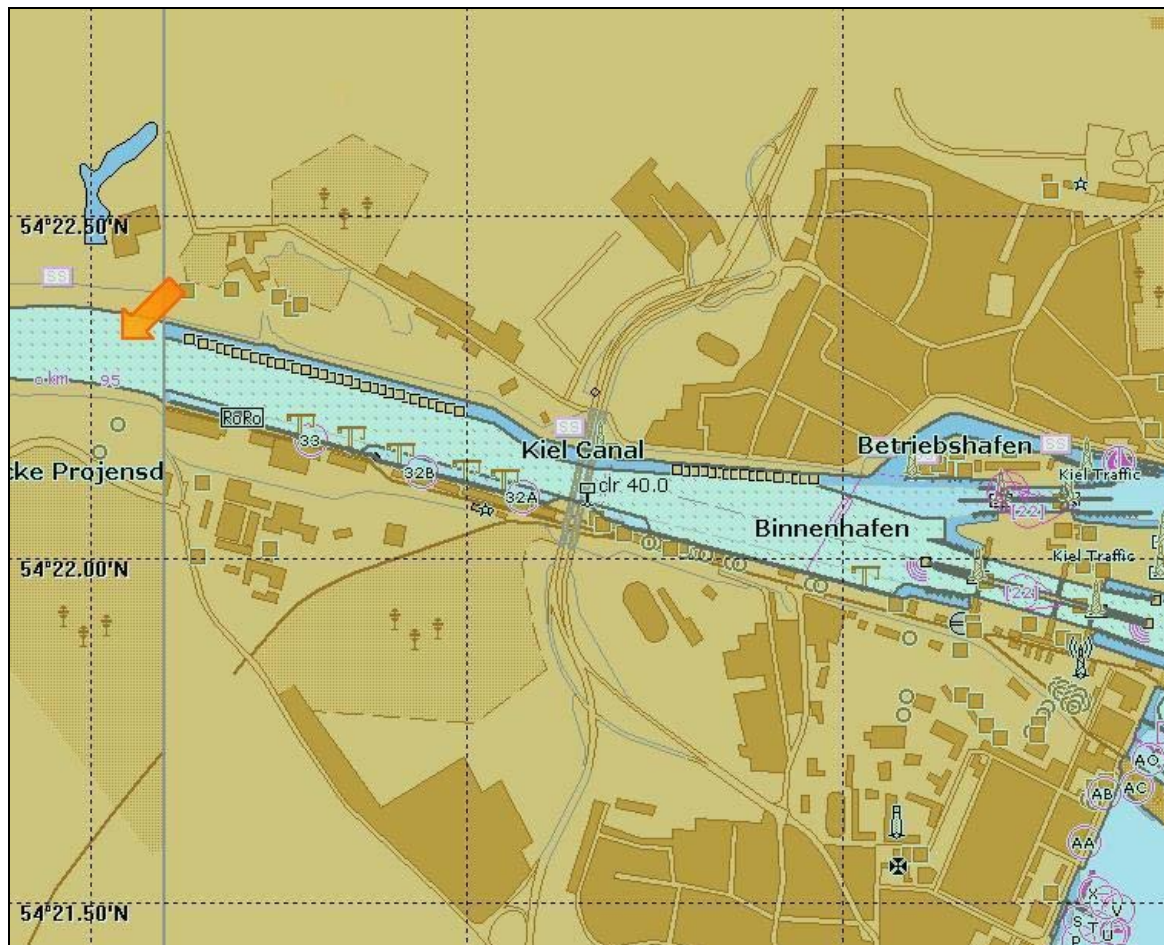 54°22.50'N
SS
km 95
RoRo
33
SS
Kiel Canal
Betriebshafen
SS
Kiel Traffic
cke Projensd
32B
32A
clr 40.0
[22]
Binnenhafen
54°22.00'N
Kiel Traffic
[22]
AO
AB
AC
AA
54°21.50'N
X
V
S
T
U